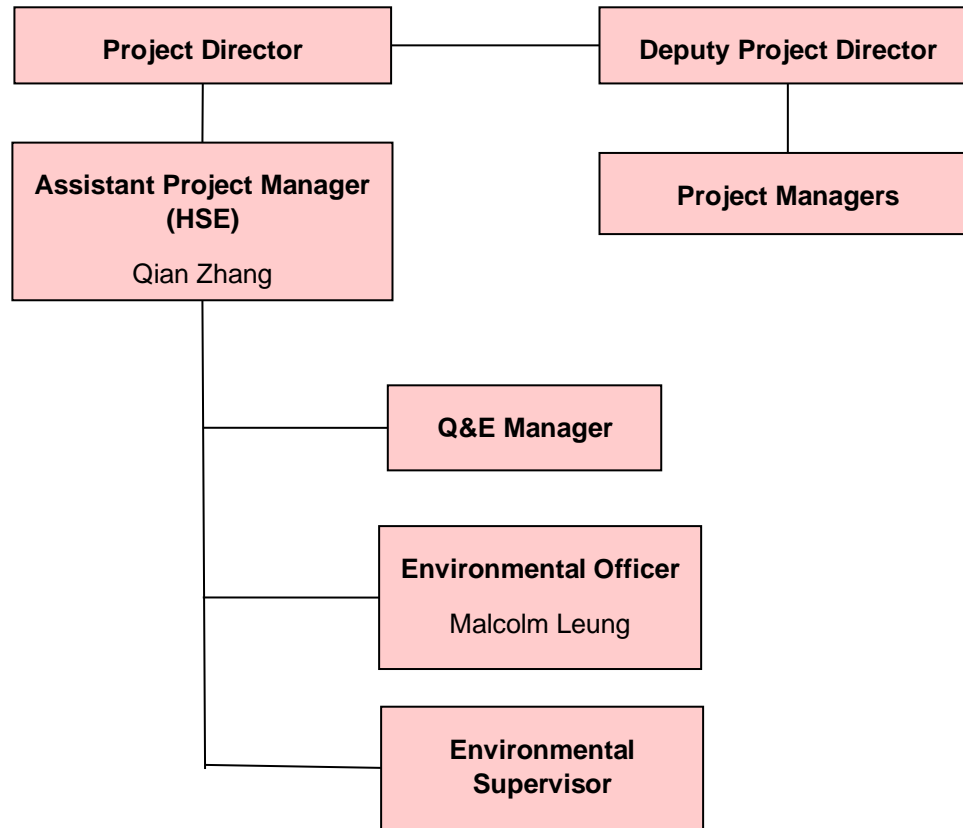 Project Director
Deputy Project Director
Assistant Project Manager
(HSE)
Qian Zhang
Project Managers
Q&E Manager
Environmental Officer
Malcolm Leung
Environmental
Supervisor